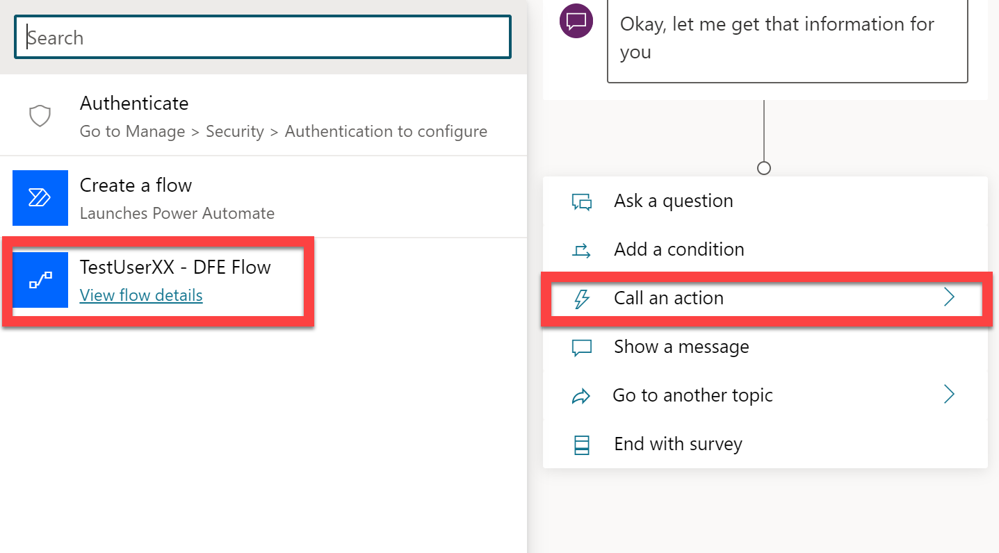 Search
Authenticate
Go to Manage > Security > Authentication to configure
Create a flow
Launches Power Automate
TestUserXX - DFE Flow
View flow details
Okay, let me get that information for
you
Ask a question
Add a condition
Call an action
Show a message
Go to another topic
End with survey